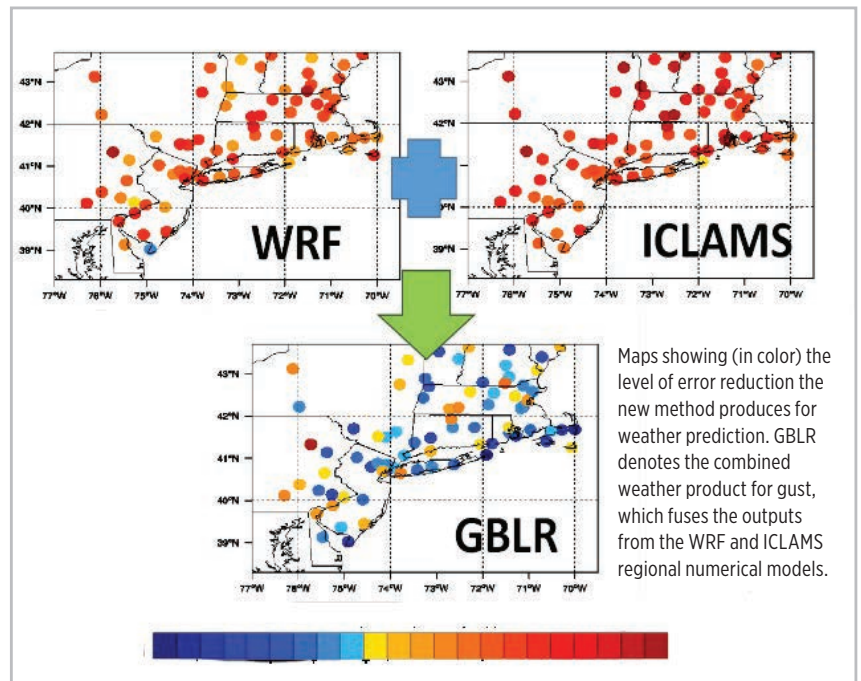 43°N
42°N
41°N
40°N
39°N
WRF
77°W 76°W 75°W 74°W 73°W 72°W 71°W 70°W
43°N
42°N
41°N
40°N
39°N
ICLAMS
77°W 76°W 75°W 74°W 73°W 72°W 71°W 70°W
43°N
42°N
41°N
40°N
39°N
GBLR
77°W 76°W 75°W 74°W 73°W 72°W 71°W 70°W
Maps showing (in color) the
level of error reduction the
new method produces for
weather prediction. GBLR
denotes the combined
weather product for gust,
which fuses the outputs
from the WRF and ICLAMS
regional numerical models.